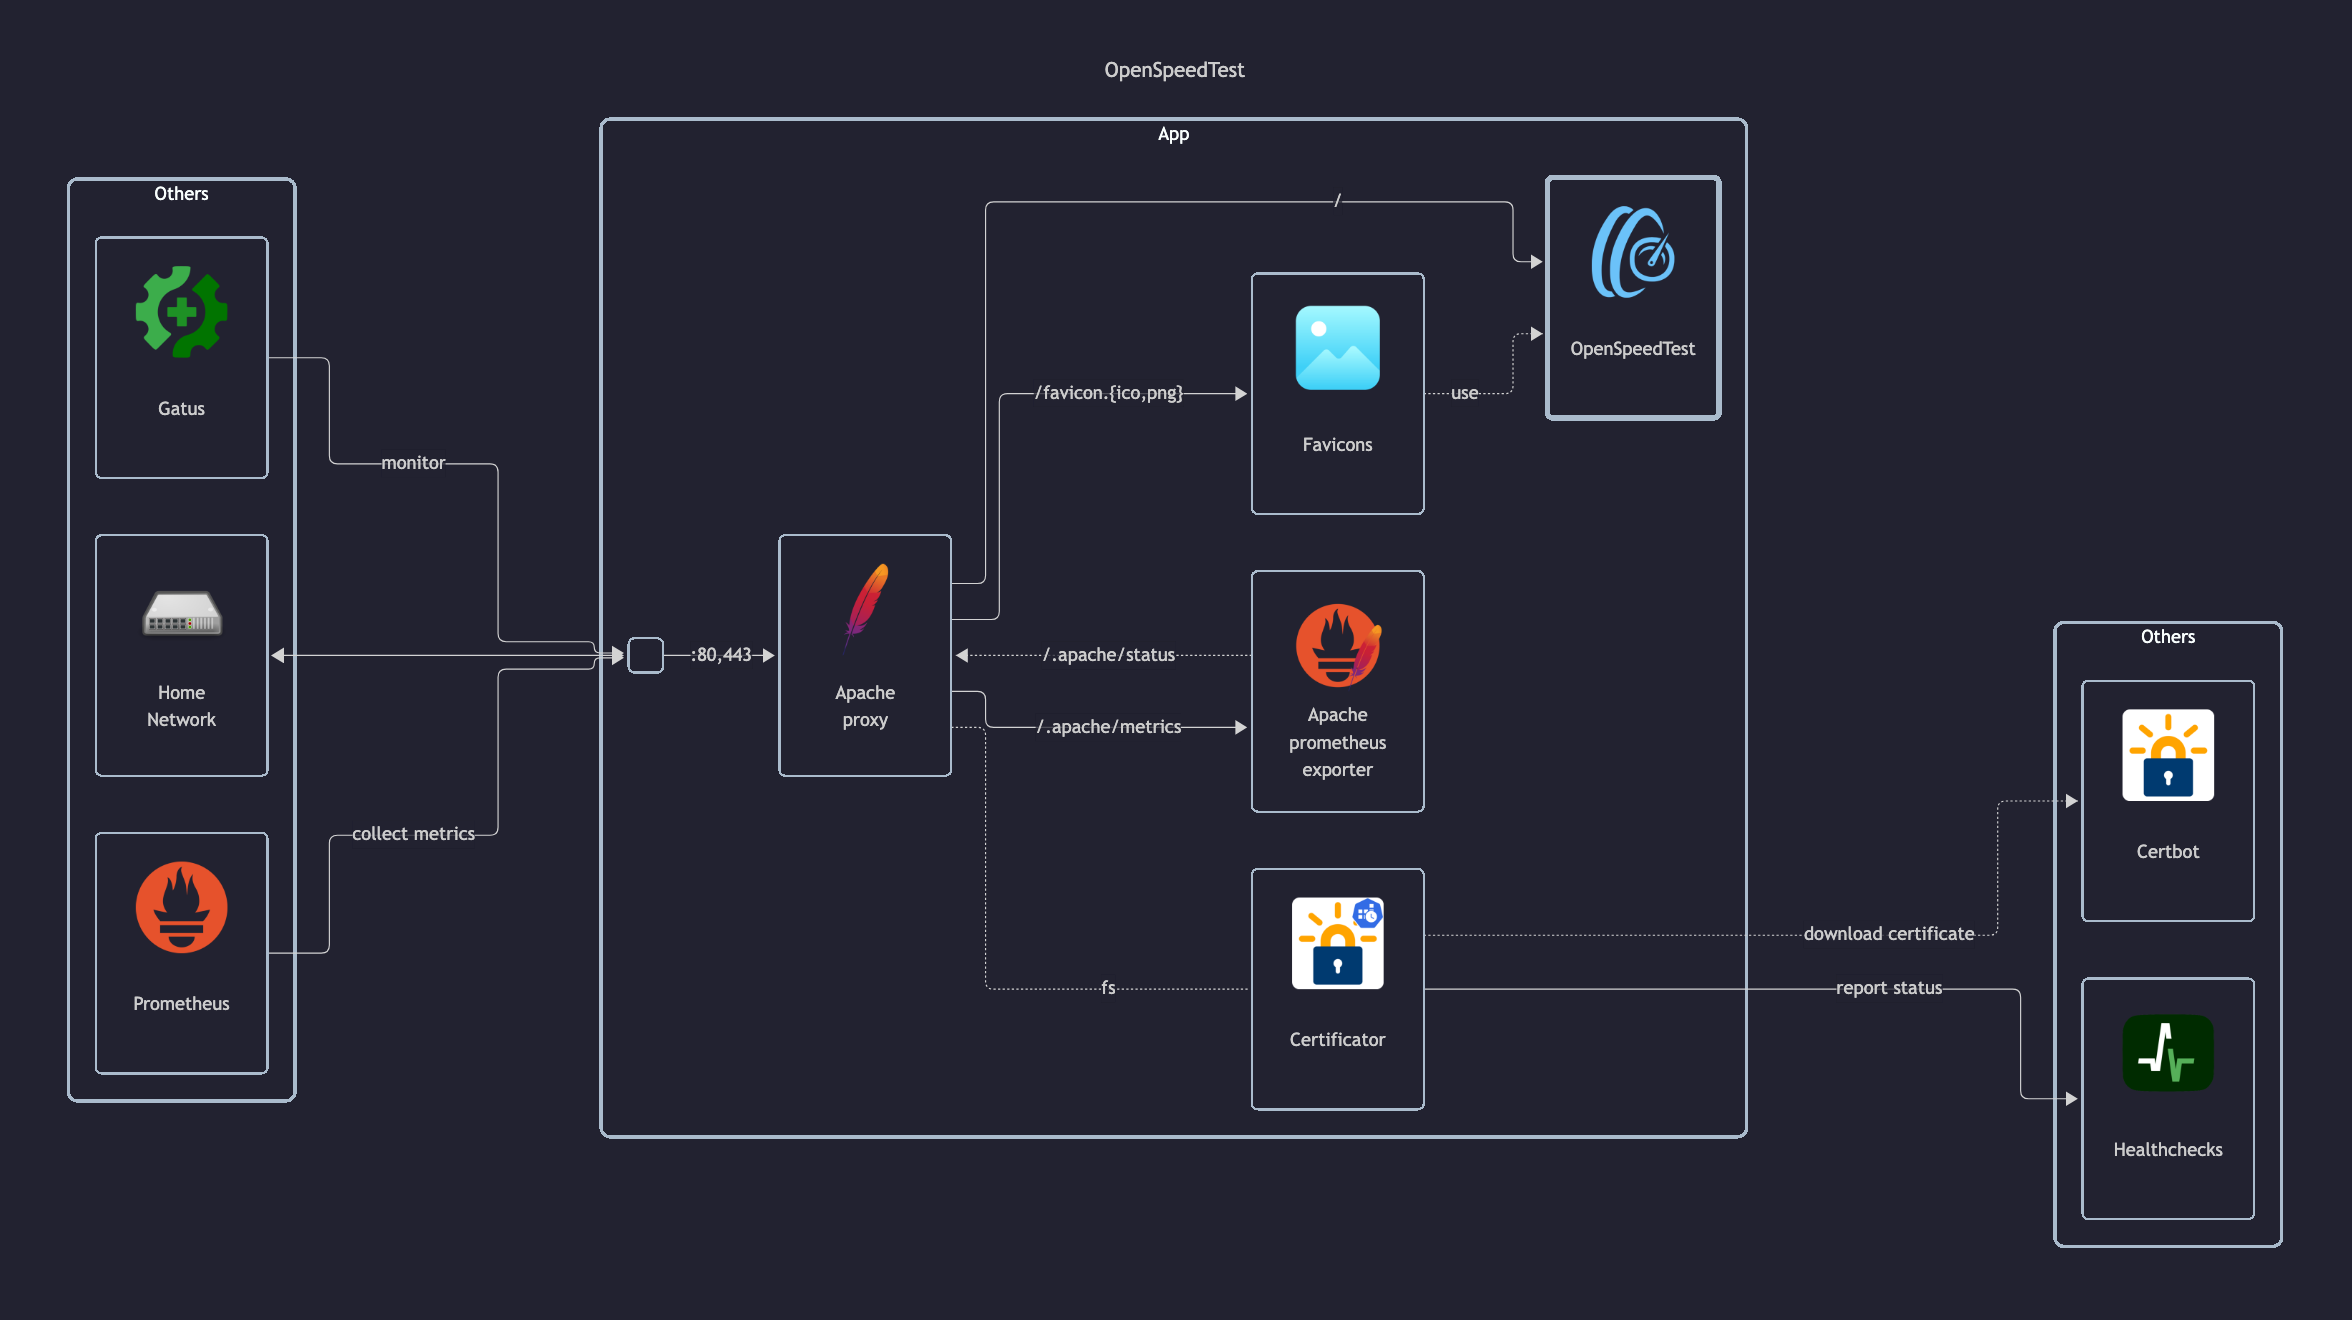 OpenSpeedTest
App
Others
Gatus
monitor
Home
Network
collect metrics
Prometheus
:80,443
Apache
proxy
/
/favicon.{ico,png}
Favicons
use
OpenSpeedTest
/.apache/status
/.apache/metrics
Apache
prometheus
exporter
fs
Certificator
download certificate
report status
Others
Certbot
Healthchecks